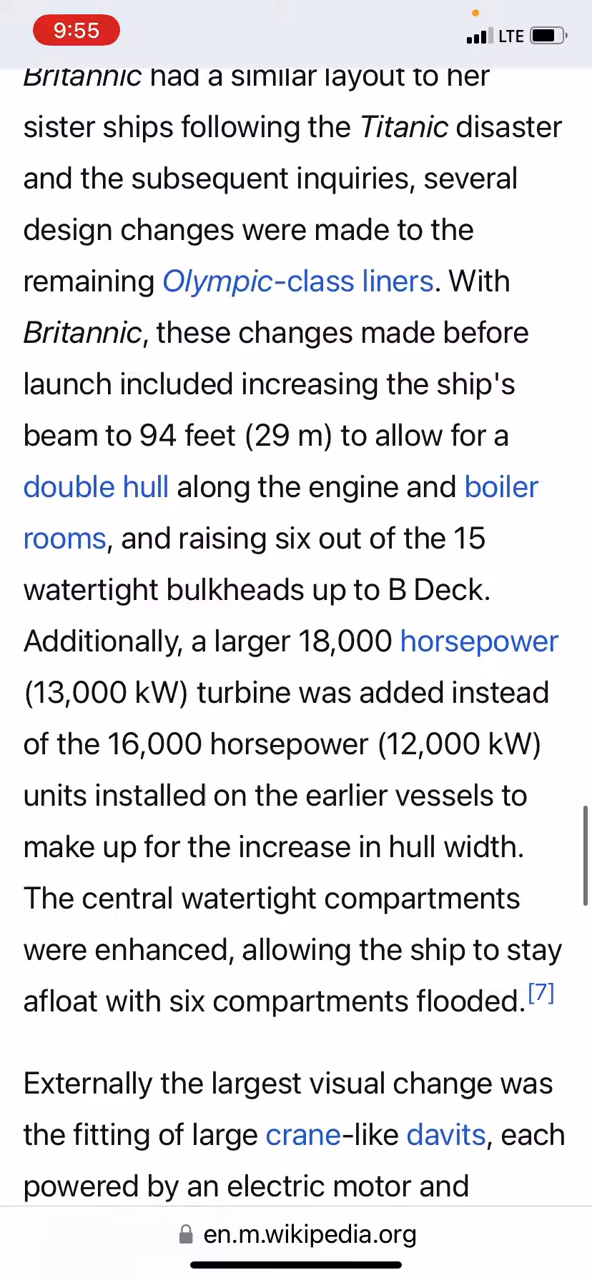 9:55
LTE
Britannic had a similar layout to her
sister ships following the Titanic disaster
and the subsequent inquiries, several
design changes were made to the
remaining Olympic-class liners. With
Britannic, these changes made before
launch included increasing the ship's
beam to 94 feet (29 m) to allow for a
double hull along the engine and boiler
rooms, and raising six out of the 15
watertight bulkheads up to B Deck.
Additionally, a larger 18,000 horsepower
(13,000 kW) turbine was added instead
of the 16,000 horsepower (12,000 kW)
units installed on the earlier vessels to
make up for the increase in hull width.
The central watertight compartments
were enhanced, allowing the ship to stay
afloat with six compartments flooded.[7]
Externally the largest visual change was
the fitting of large crane-like davits, each
powered by an electric motor and
en.m.wikipedia.org